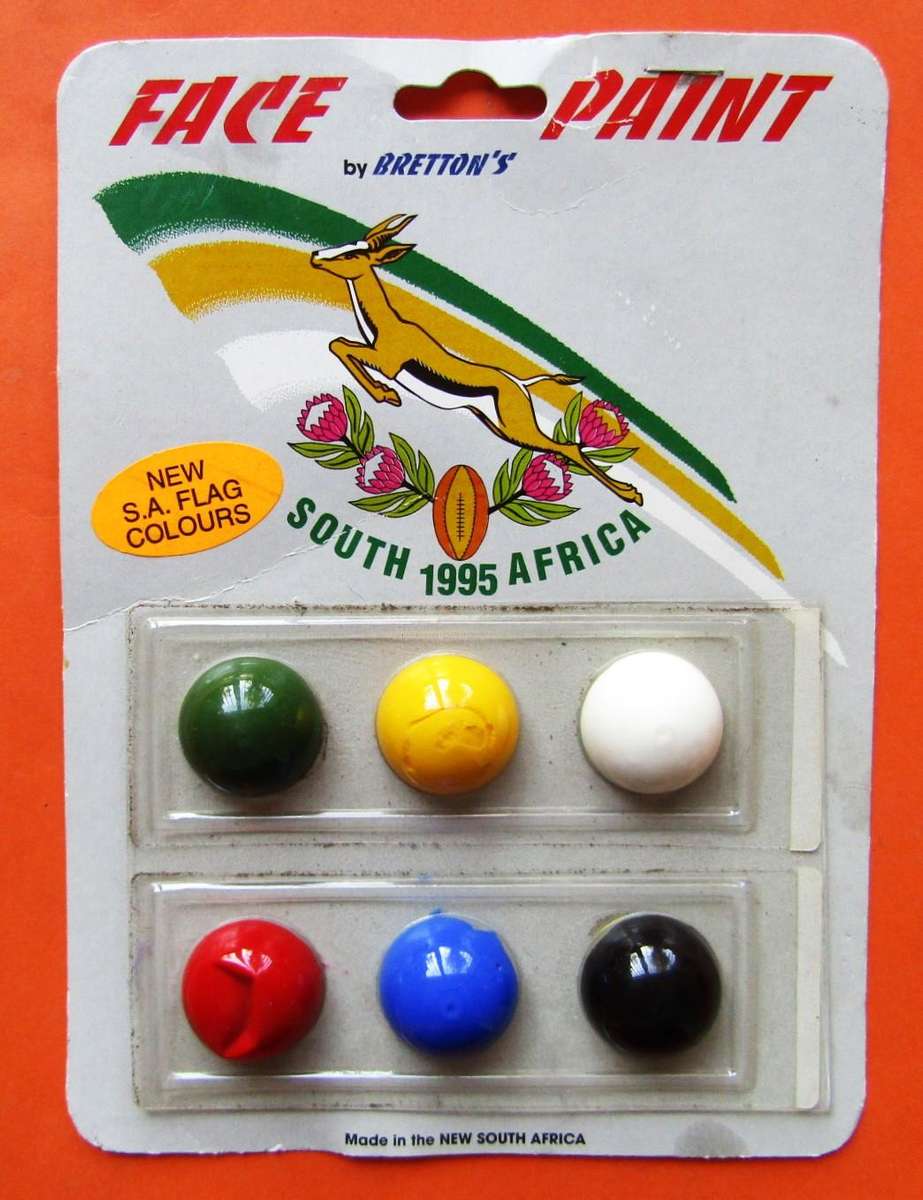 FACE PAINT
by BRETTON'S
NEW
S.A. FLAG
COLOURS
SOUTH 1995 AFRICA
Made in the NEW SOUTH AFRICA